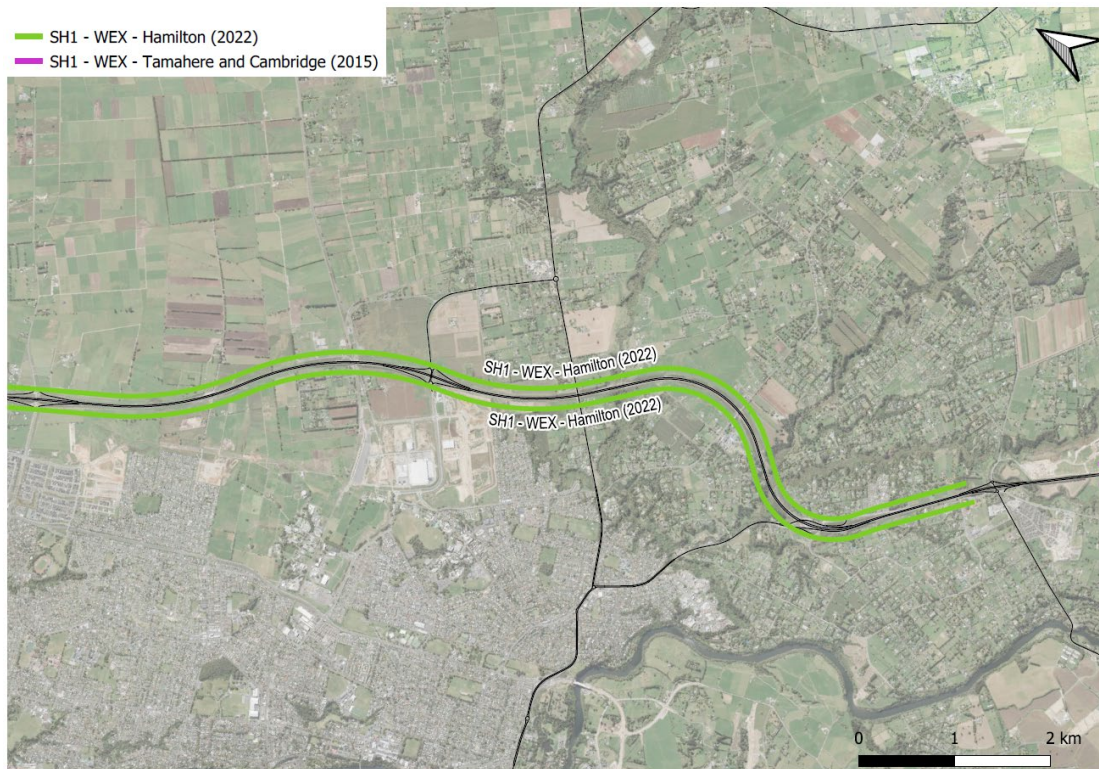 SH1 - WEX - Hamilton (2022)
SH1 - WEX - Tamahere and Cambridge (2015)
SH1 - WEX - Hamilton (2022)
SH1 - WEX - Hamilton (2022)
0 1 2 km